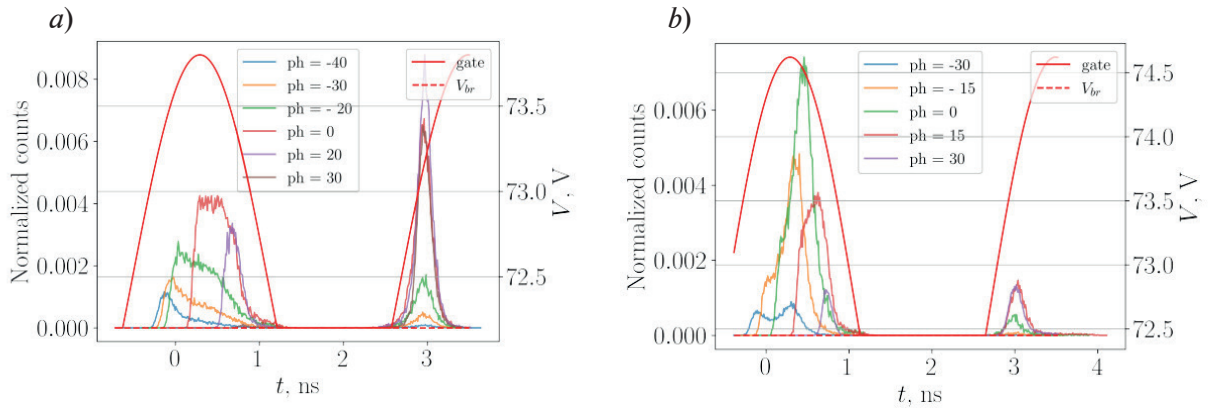 a)
Normalized counts
0.008
0.006
0.004
0.002
0.000
ph = -40
ph = -30
ph = - 20
ph = 0
ph = 20
ph = 30
gate
V_br
73.5
73.0
72.5
V, V
0 1 2 3
t, ns
b)
Normalized counts
0.006
0.004
0.002
0.000
ph = -30
ph = - 15
ph = 0
ph = 15
ph = 30
gate
V_br
74.5
74.0
73.5
73.0
72.5
V, V
0 1 2 3 4
t, ns